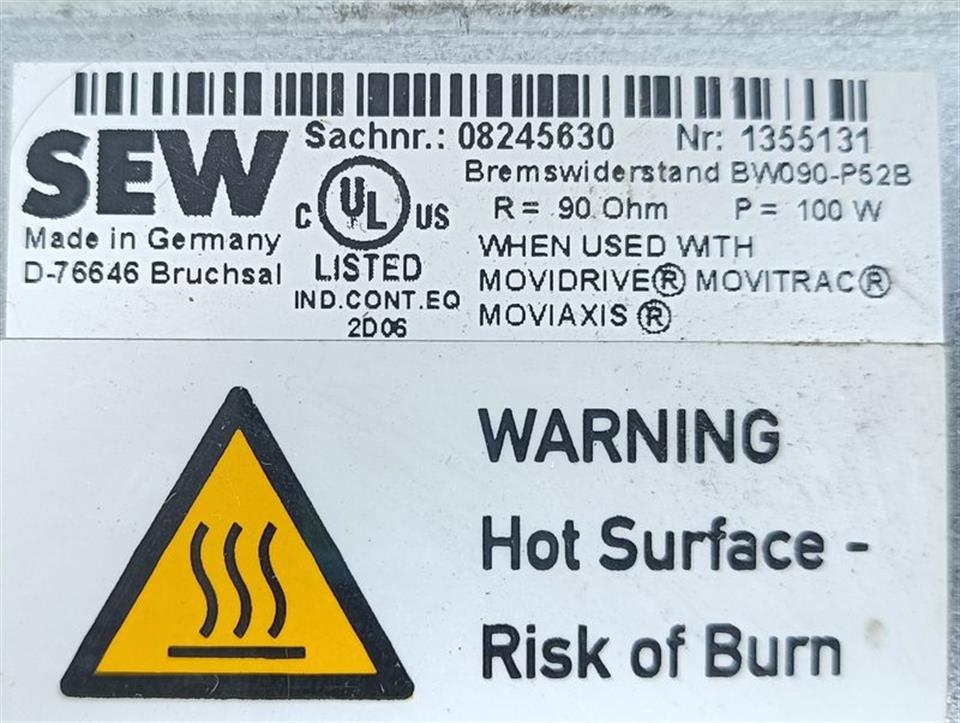 Sachnr.: 08245630 Nr: 1355131
SEW
Made in Germany
D-76646 Bruchsal
C UL US
LISTED
IND.CONT.EQ
2D06
Bremswiderstand BW090-P52B
R = 90 Ohm P = 100 W
WHEN USED WITH
MOVIDRIVE® MOVITRAC®
MOVIAXIS ®
WARNING
Hot Surface -
Risk of Burn